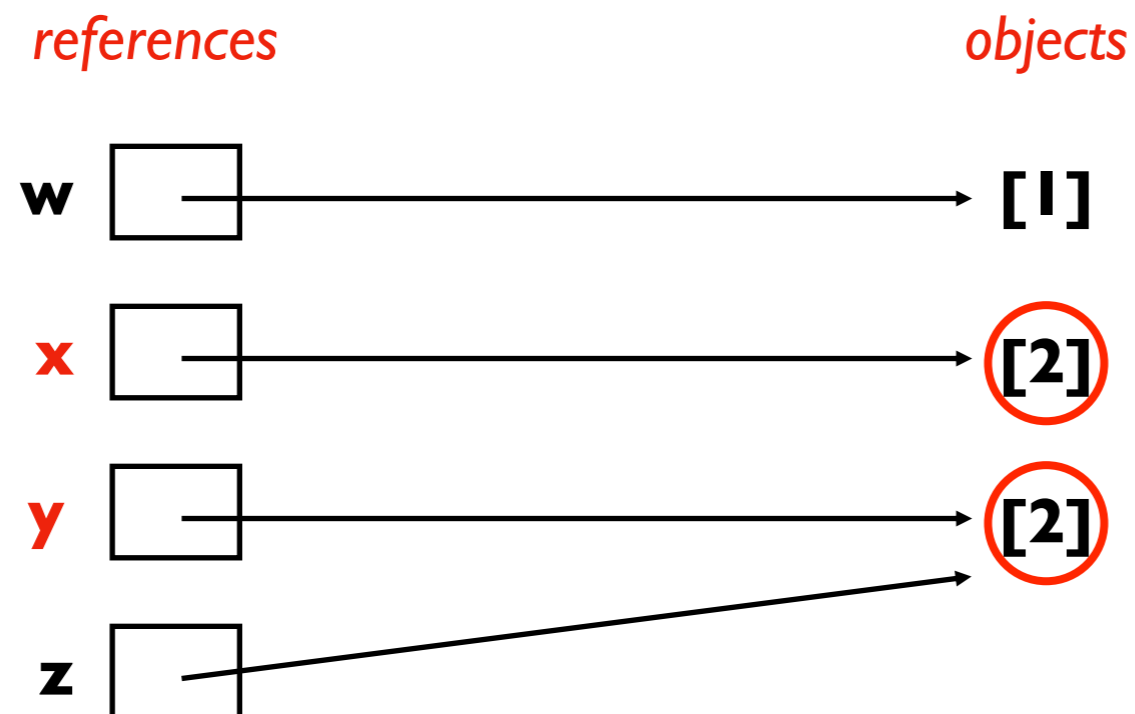 references objects
w [1]
x [2]
y [2]
z